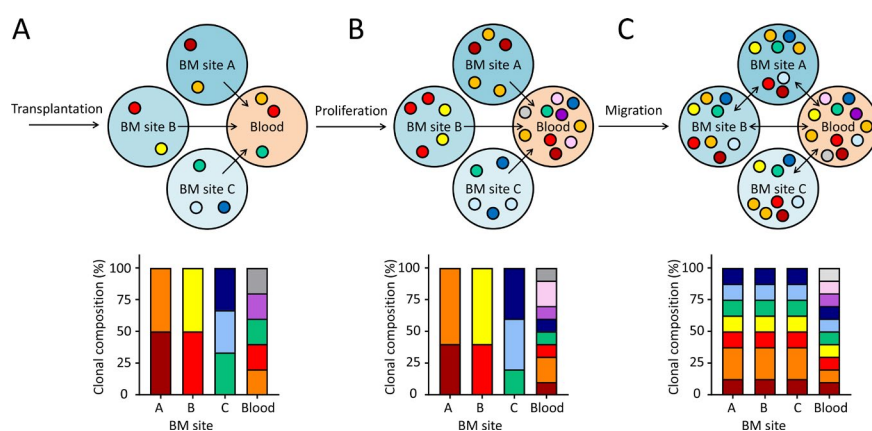 A
B
C
Transplantation
BM site A
BM site B
Blood
BM site C
Proliferation
BM site A
BM site B
Blood
BM site C
Migration
BM site A
BM site B
Blood
BM site C
Clonal composition (%)
100
75
50
25
0
A B C Blood
BM site
Clonal composition (%)
100
75
50
25
0
A B C Blood
BM site
Clonal composition (%)
100
75
50
25
0
A B C Blood
BM site